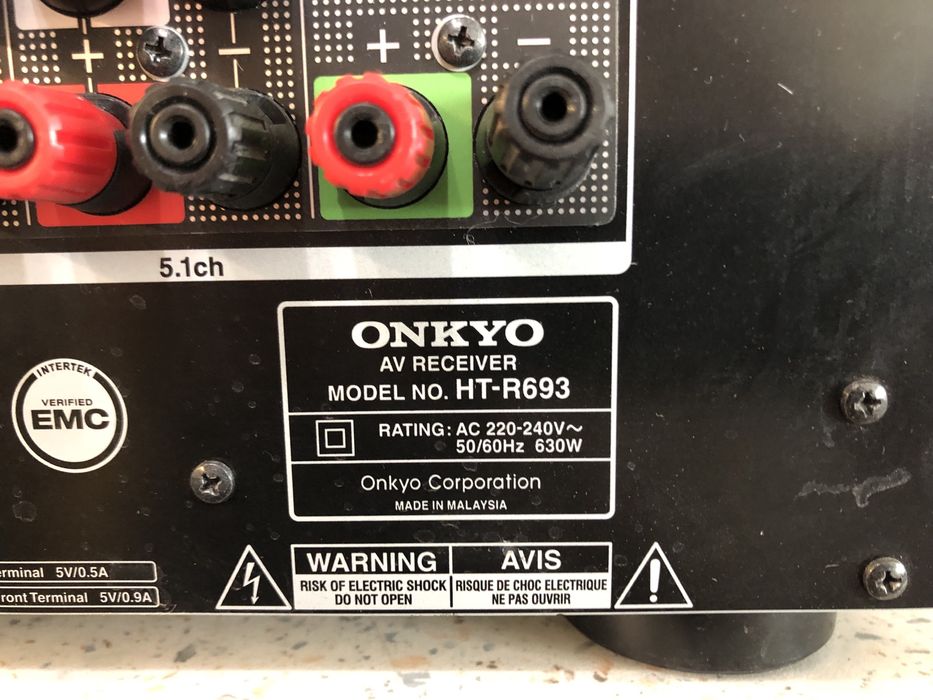 + − + −
5.1ch
ONKYO
AV RECEIVER
MODEL NO. HT-R693
RATING: AC 220-240V～
50/60Hz 630W
Onkyo Corporation
MADE IN MALAYSIA
INTERTEK
VERIFIED
EMC
WARNING
RISK OF ELECTRIC SHOCK
DO NOT OPEN
AVIS
RISQUE DE CHOC ELECTRIQUE
NE PAS OUVRIR
!
5V/0.5A
Terminal 5V/0.9A